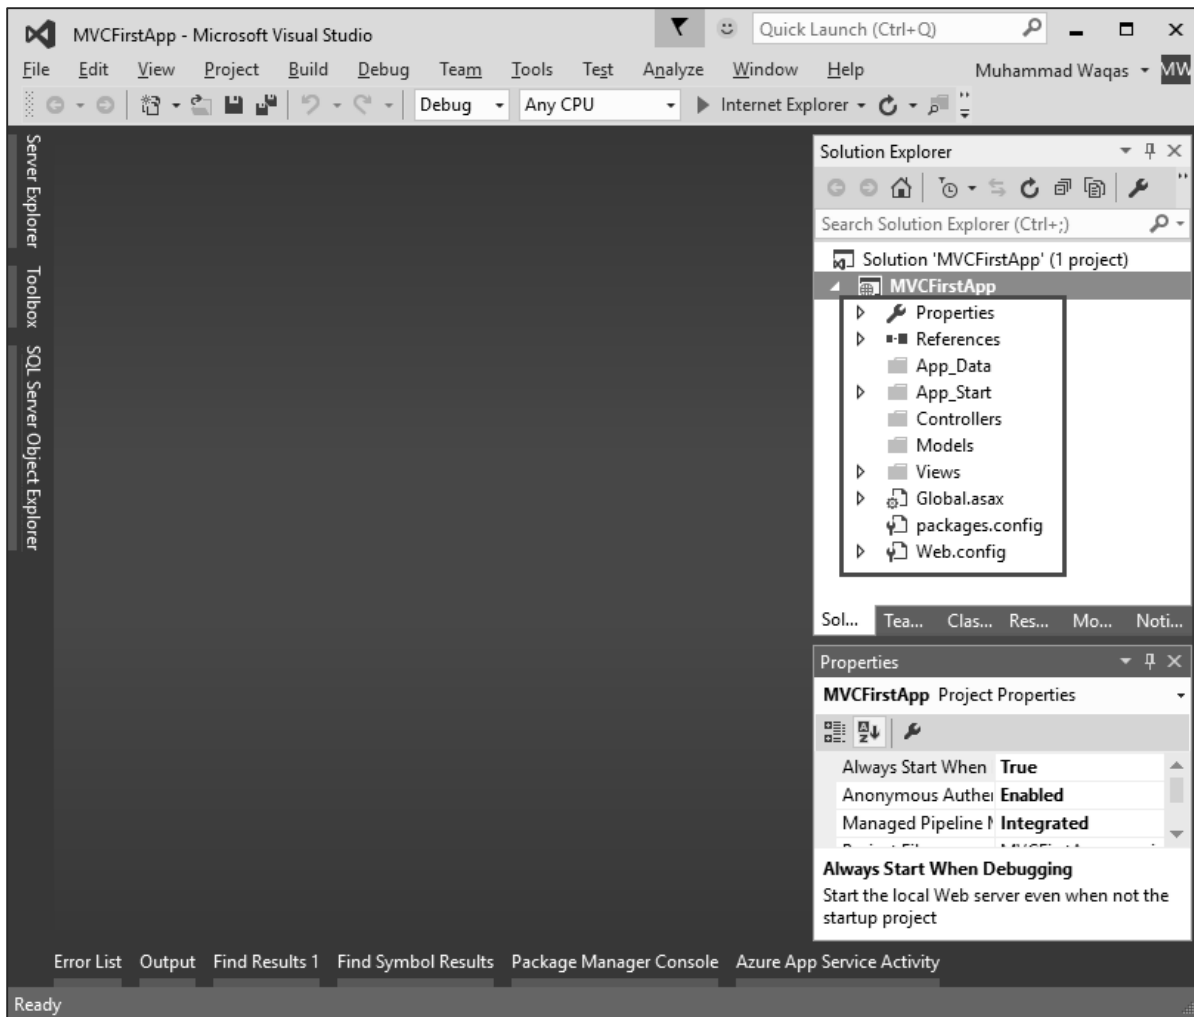 MVCFirstApp - Microsoft Visual Studio
Quick Launch (Ctrl+Q)
File Edit View Project Build Debug Team Tools Test Analyze Window Help Muhammad Waqas MW
Debug Any CPU Internet Explorer
Server Explorer
Toolbox
SQL Server Object Explorer
Solution Explorer
Search Solution Explorer (Ctrl+;)
Solution 'MVCFirstApp' (1 project)
MVCFirstApp
Properties
References
App_Data
App_Start
Controllers
Models
Views
Global.asax
packages.config
Web.config
Sol... Tea... Clas... Res... Mo... Noti...
Properties
MVCFirstApp Project Properties
Always Start When True
Anonymous Authe Enabled
Managed Pipeline Integrated
Always Start When Debugging
Start the local Web server even when not the
startup project
Error List Output Find Results 1 Find Symbol Results Package Manager Console Azure App Service Activity
Ready